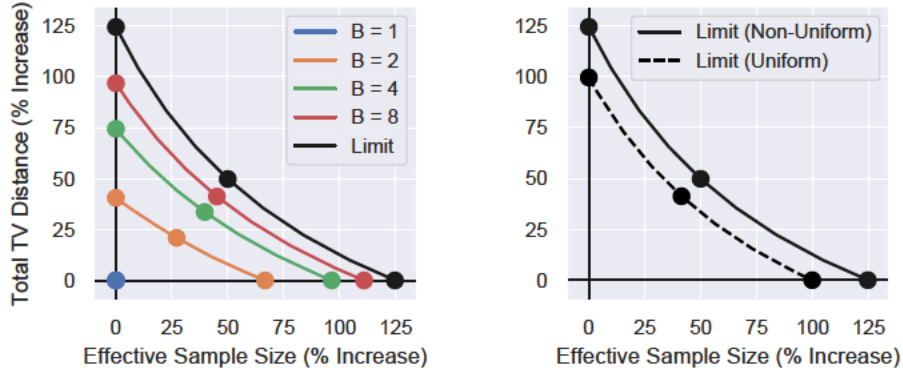 Total TV Distance (% Increase)
125
100
75
50
25
0
B = 1
B = 2
B = 4
B = 8
Limit
0 25 50 75 100 125
Effective Sample Size (% Increase)
125
100
75
50
25
0
Limit (Non-Uniform)
Limit (Uniform)
0 25 50 75 100 125
Effective Sample Size (% Increase)